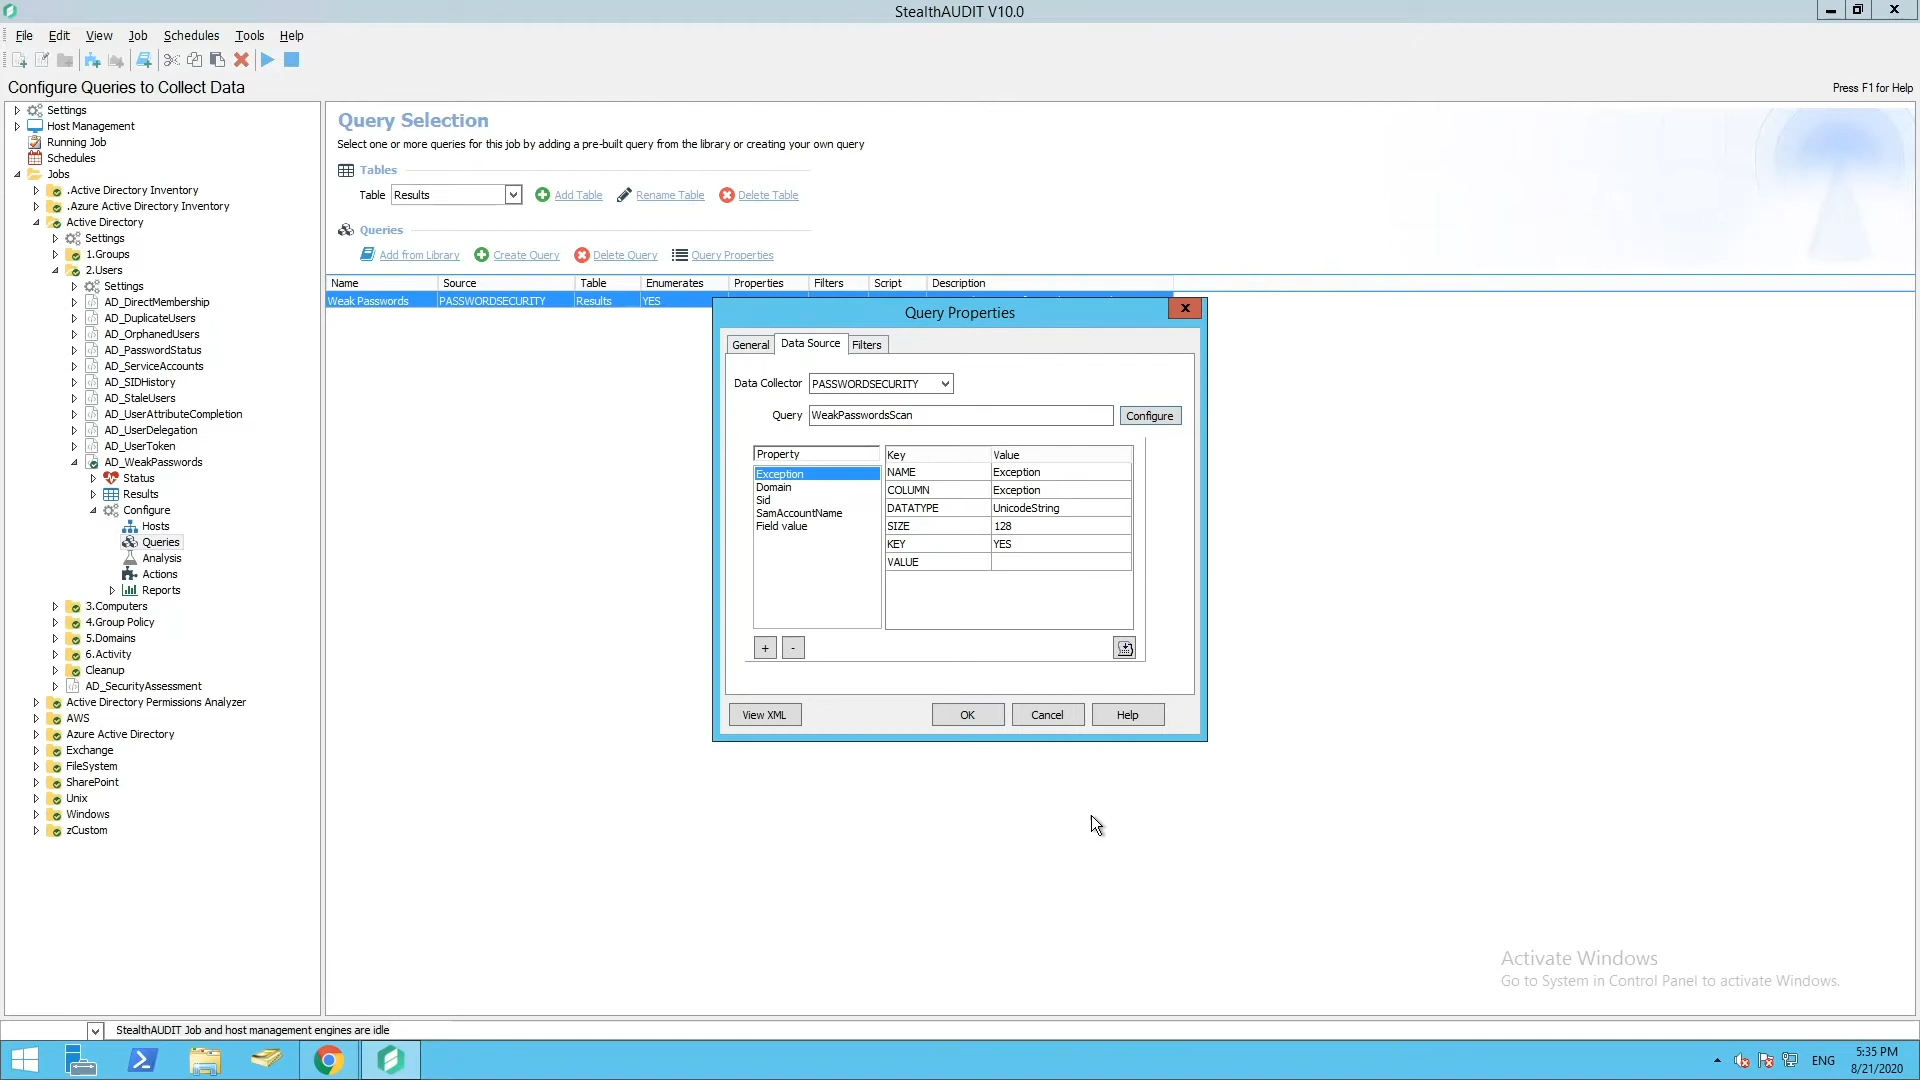 StealthAUDIT V10.0
File Edit View Job Schedules Tools Help
Configure Queries to Collect Data
Press F1 for Help
Settings
Host Management
Running Job
Schedules
Jobs
.Active Directory Inventory
.Azure Active Directory Inventory
Active Directory
Settings
1.Groups
2.Users
Settings
AD_DirectMembership
AD_DuplicateUsers
AD_OrphanedUsers
AD_PasswordStatus
AD_ServiceAccounts
AD_SIDHistory
AD_StaleUsers
AD_UserAttributeCompletion
AD_UserDelegation
AD_UserToken
AD_WeakPasswords
Status
Results
Configure
Hosts
Queries
Analysis
Actions
Reports
3.Computers
4.Group Policy
5.Domains
6.Activity
Cleanup
AD_SecurityAssessment
Active Directory Permissions Analyzer
AWS
Azure Active Directory
Exchange
FileSystem
SharePoint
Unix
Windows
zCustom
Query Selection
Select one or more queries for this job by adding a pre-built query from the library or creating your own query
Tables
Table Results Add Table Rename Table Delete Table
Queries
Add from Library Create Query Delete Query Query Properties
Name Source Table Enumerates Properties Filters Script Description
Weak Passwords PASSWORDSECURITY Results YES
Query Properties
General Data Source Filters
Data Collector PASSWORDSECURITY
Query WeakPasswordsScan Configure
Property
Exception
Domain
Sid
SamAccountName
Field value
Key Value
NAME Exception
COLUMN Exception
DATATYPE UnicodeString
SIZE 128
KEY YES
VALUE
+ -
View XML OK Cancel Help
Activate Windows
Go to System in Control Panel to activate Windows.
StealthAUDIT Job and host management engines are idle
ENG
5:35 PM
8/21/2020